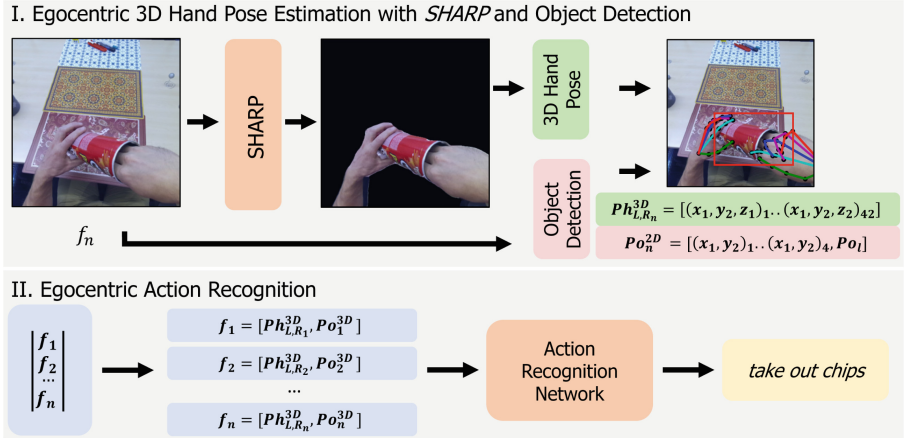 I. Egocentric 3D Hand Pose Estimation with SHARP and Object Detection
SHARP
3D Hand
Pose
Object
Detection
f_n
Ph^{3D}_{L,R_n} = [(x_1, y_2, z_1)_1 . . (x_1, y_2, z_2)_{42}]
Po^{2D}_n = [(x_1, y_2)_1 . . (x_1, y_2)_4, Po_l]
II. Egocentric Action Recognition
f_1
f_2
...
f_n
f_1 = [Ph^{3D}_{L,R_1}, Po^{3D}_1 ]
f_2 = [Ph^{3D}_{L,R_2}, Po^{3D}_2 ]
...
f_n = [Ph^{3D}_{L,R_n}, Po^{3D}_n ]
Action
Recognition
Network
take out chips